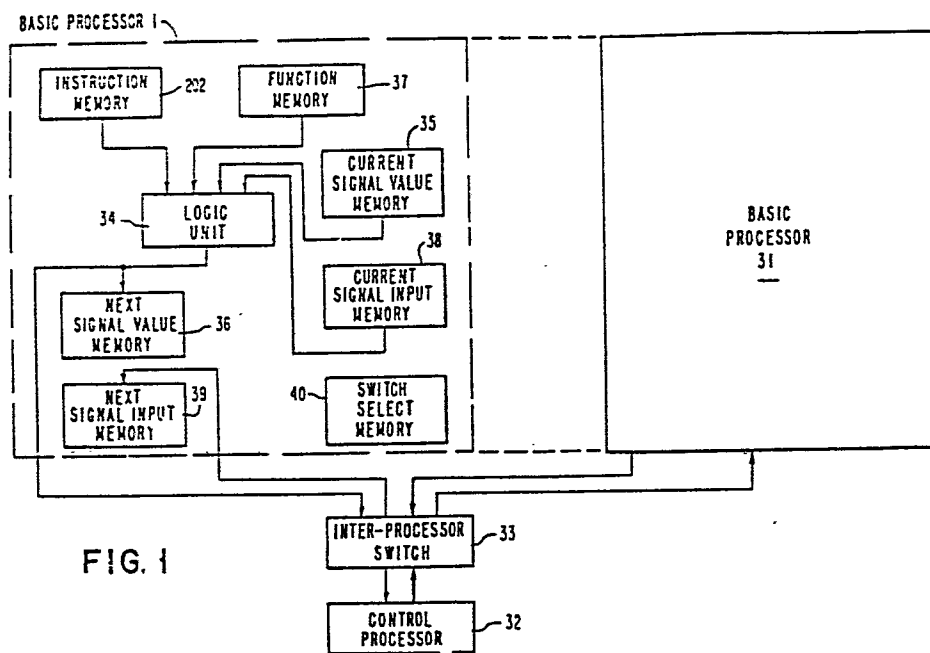 BASIC PROCESSOR 1
INSTRUCTION
MEMORY
202
FUNCTION
MEMORY
37
35
CURRENT
SIGNAL VALUE
MEMORY
34
LOGIC
UNIT
38
CURRENT
SIGNAL INPUT
MEMORY
NEXT
SIGNAL VALUE
MEMORY
36
NEXT
SIGNAL INPUT
MEMORY
39
40
SWITCH
SELECT
MEMORY
BASIC
PROCESSOR
31
INTER-PROCESSOR
SWITCH
33
FIG. 1
CONTROL
PROCESSOR
32